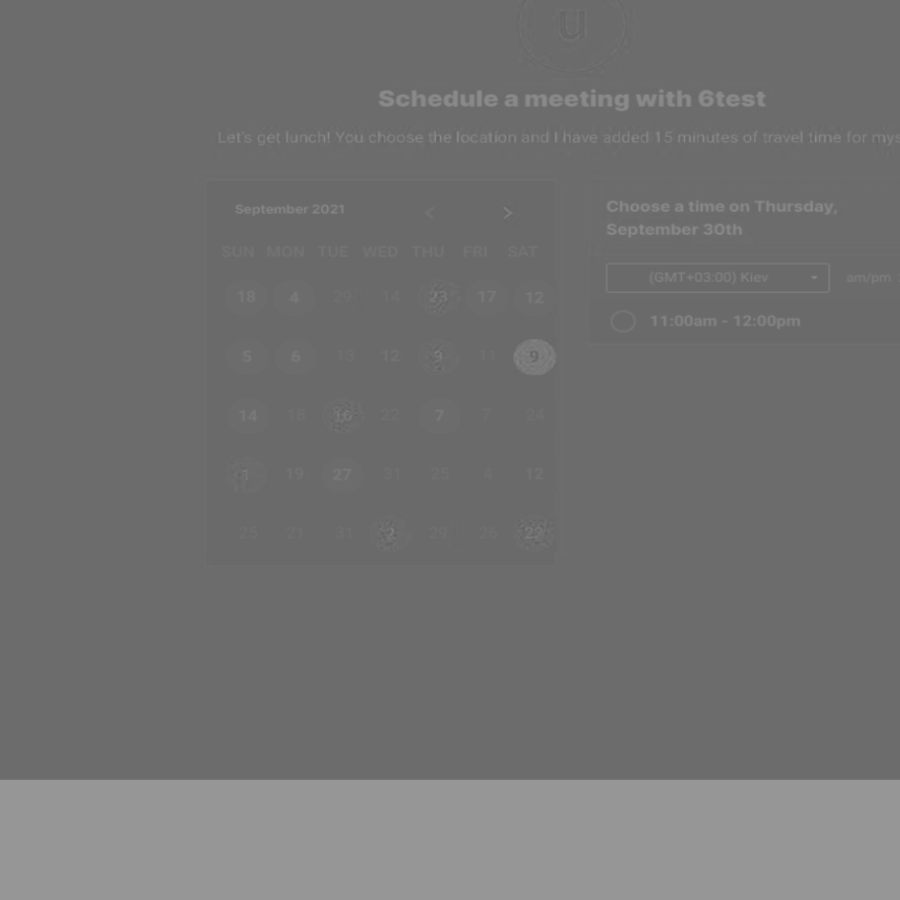 U
Schedule a meeting with 6test
Let's get lunch! You choose the location and I have added 15 minutes of travel time for mys
September 2021 < >
SUN MON TUE WED THU FRI SAT
18 4 29 14 23 17 12
5 6 13 12 9 11 9
14 18 16 22 7 7 24
1 19 27 31 25 4 12
25 21 31 2 29 26 22
Choose a time on Thursday,
September 30th
(GMT+03:00) Kiev am/pm
11:00am - 12:00pm